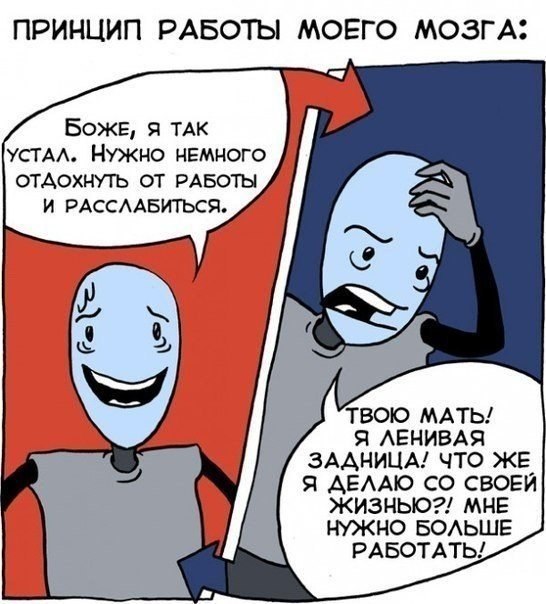 ПРИНЦИП РАБОТЫ МОЕГО МОЗГА:
БОЖЕ, Я ТАК
УСТАЛ. НУЖНО НЕМНОГО
ОТДОХНУТЬ ОТ РАБОТЫ
И РАССЛАБИТЬСЯ.
ТВОЮ МАТЬ!
Я ЛЕНИВАЯ
ЗАДНИЦА! ЧТО ЖЕ
Я ДЕЛАЮ СО СВОЕЙ
ЖИЗНЬЮ?! МНЕ
НУЖНО БОЛЬШЕ
РАБОТАТЬ!